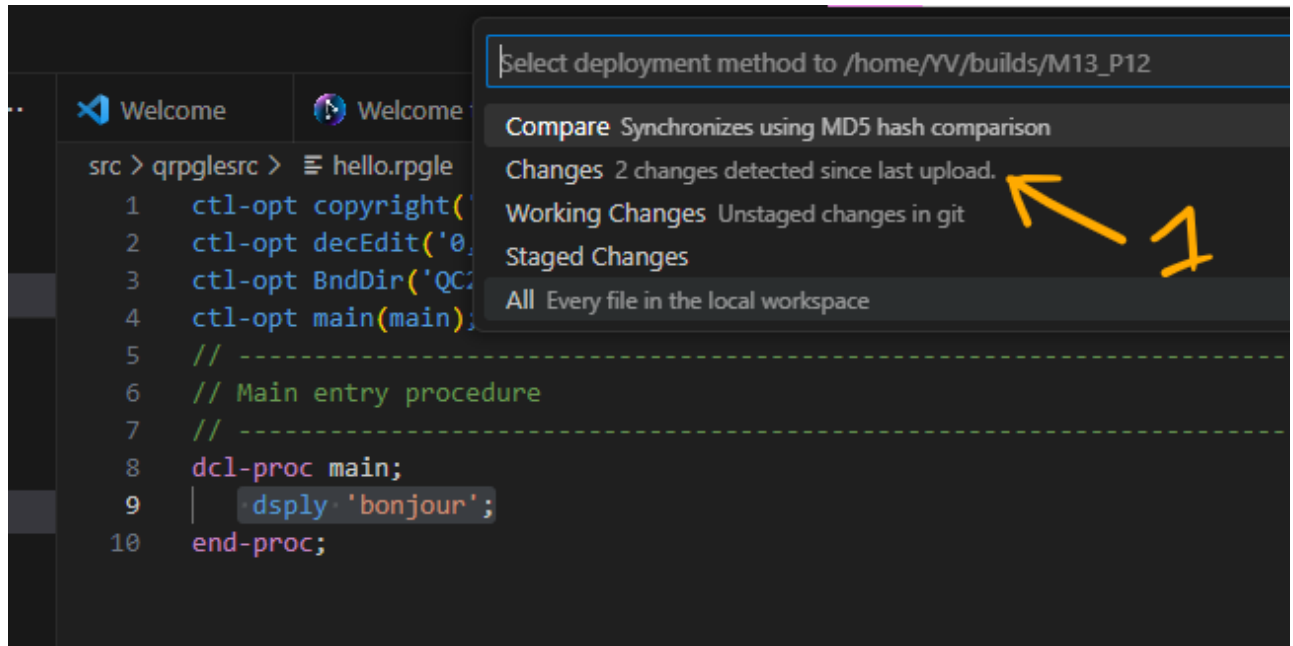 Select deployment method to /home/YV/builds/M13_P12
Welcome
Welcome
Compare Synchronizes using MD5 hash comparison
Changes 2 changes detected since last upload.
Working Changes Unstaged changes in git
Staged Changes
All Every file in the local workspace
1
src > qrpglesrc > hello.rpgle
1 ctl-opt copyright('
2 ctl-opt decEdit('0,
3 ctl-opt BndDir('QC2
4 ctl-opt main(main);
5 // ----------------------------------------------------------------------
6 // Main entry procedure
7 // ----------------------------------------------------------------------
8 dcl-proc main;
9 dsply 'bonjour';
10 end-proc;